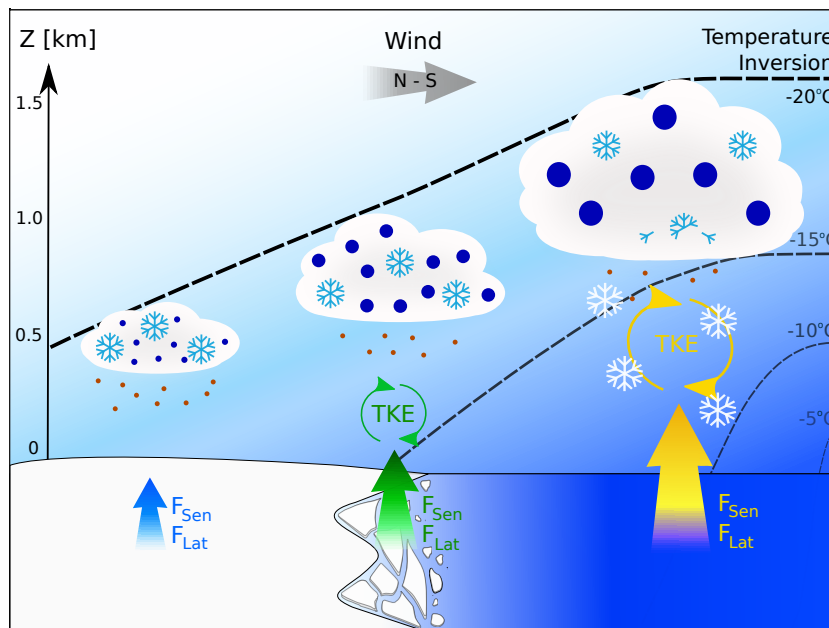 Z [km]
Wind
N - S
Temperature
Inversion
1.5
-20°C
1.0
-15°C
0.5
-10°C
TKE
TKE
-5°C
0
F_Sen
F_Lat
F_Sen
F_Lat
F_Sen
F_Lat